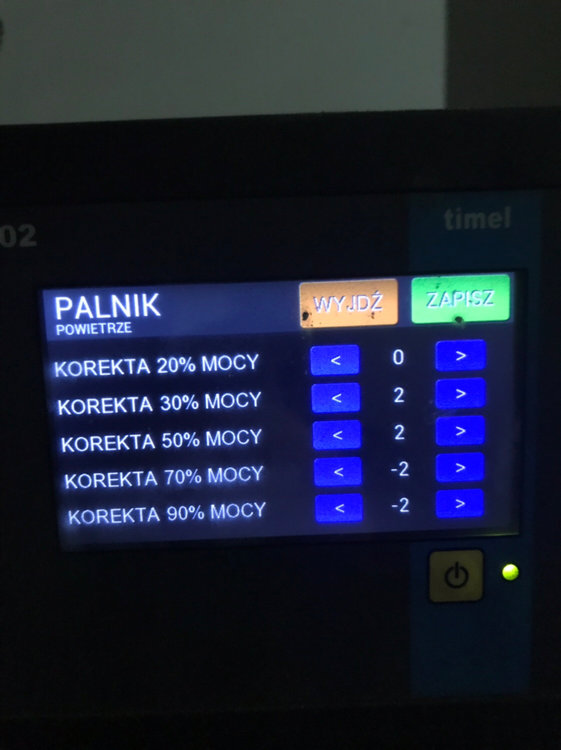 02
timel
PALNIK
POWIETRZE
WYJDŹ
ZAPISZ
KOREKTA 20% MOCY < 0 >
KOREKTA 30% MOCY < 2 >
KOREKTA 50% MOCY < 2 >
KOREKTA 70% MOCY < -2 >
KOREKTA 90% MOCY < -2 >